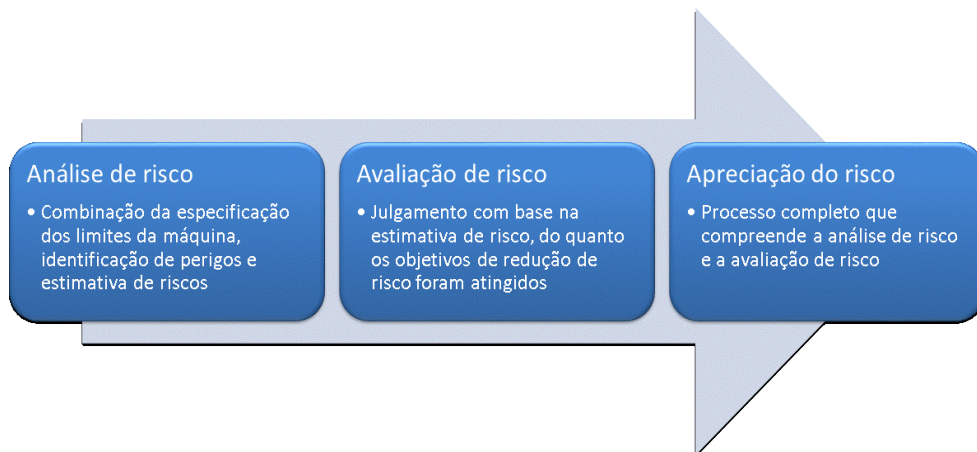 Análise de risco
• Combinação da especificação
dos limites da máquina,
identificação de perigos e
estimativa de riscos
Avaliação de risco
• Julgamento com base na
estimativa de risco, do quanto
os objetivos de redução de
risco foram atingidos
Apreciação do risco
• Processo completo que
compreende a análise de risco
e a avaliação de risco